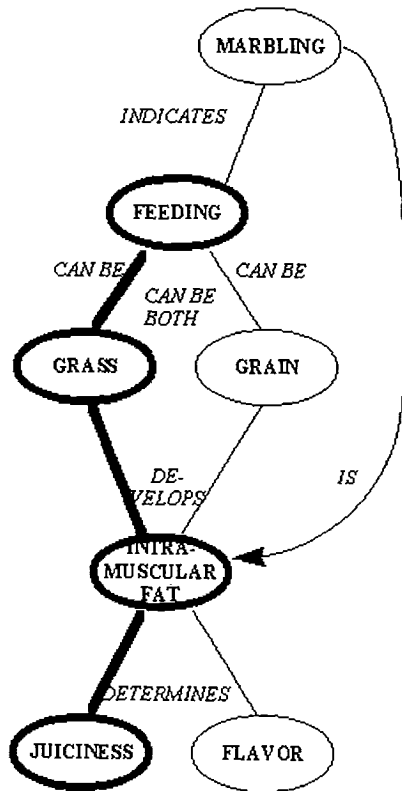 MARBLING
INDICATES
FEEDING
CAN BE
CAN BE
CAN BE
BOTH
GRASS
GRAIN
DE-
VELOPS
IS
INTRA-
MUSCULAR
FAT
DETERMINES
JUICINESS
FLAVOR